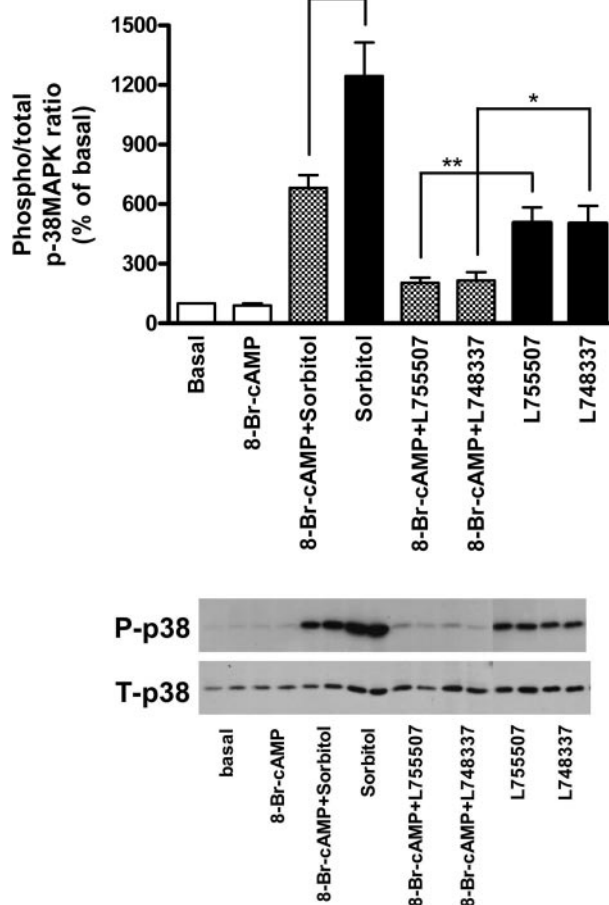 Phospho/total
p-38MAPK ratio
(% of basal)
1500
1200
900
600
300
0
**
*
Basal
8-Br-cAMP
8-Br-cAMP+Sorbitol
Sorbitol
8-Br-cAMP+L755507
8-Br-cAMP+L748337
L755507
L748337
P-p38
T-p38
basal
8-Br-cAMP
8-Br-cAMP+Sorbitol
Sorbitol
8-Br-cAMP+L755507
8-Br-cAMP+L748337
L755507
L748337